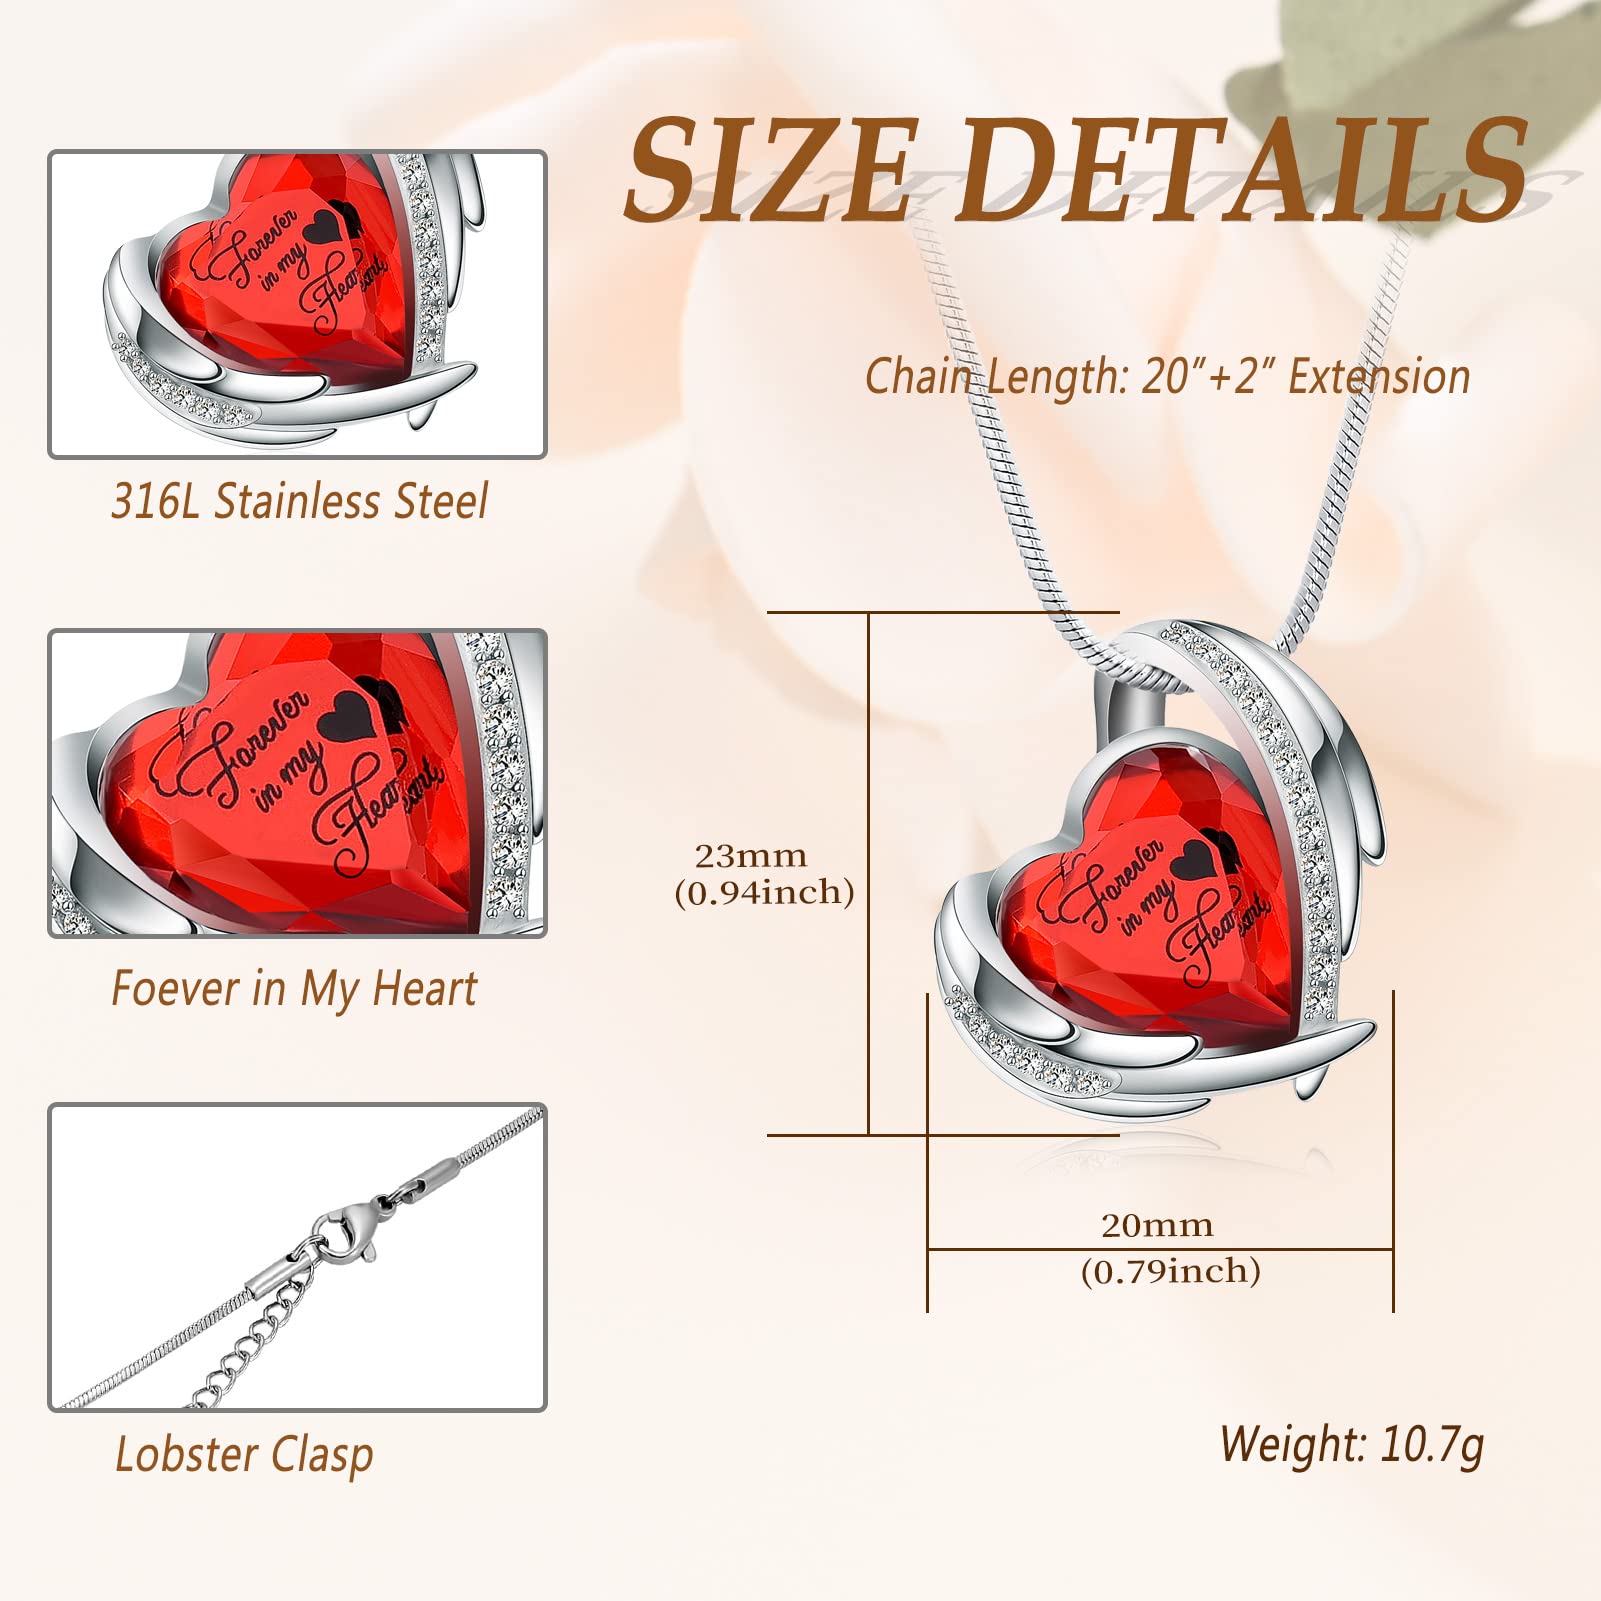 SIZE DETAILS
Chain Length: 20"+2" Extension
Forever
in my
Heart
316L Stainless Steel
Forever
in my
Heart
Foever in My Heart
23mm
(0.94inch)
Forever
in my
Heart
20mm
(0.79inch)
Lobster Clasp
Weight: 10.7g